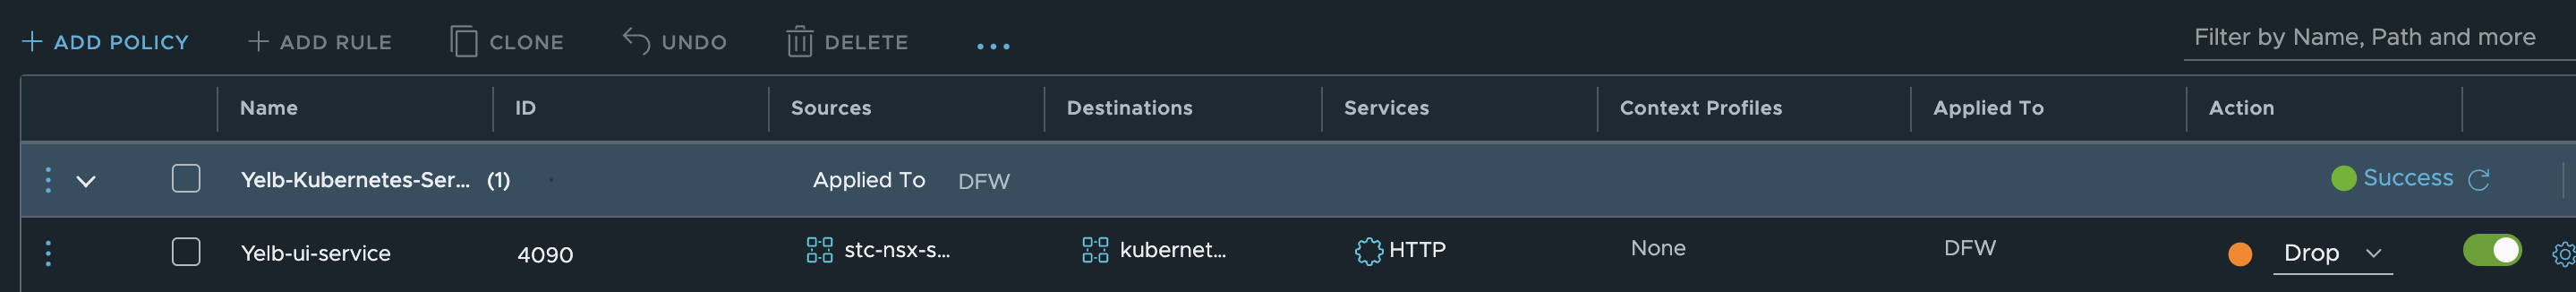 ADD POLICY ADD RULE CLONE UNDO DELETE ... Filter by Name, Path and more
Name ID Sources Destinations Services Context Profiles Applied To Action
Yelb-Kubernetes-Ser... (1) Applied To DFW Success
Yelb-ui-service 4090 stc-nsx-s... kubernet... HTTP None DFW Drop